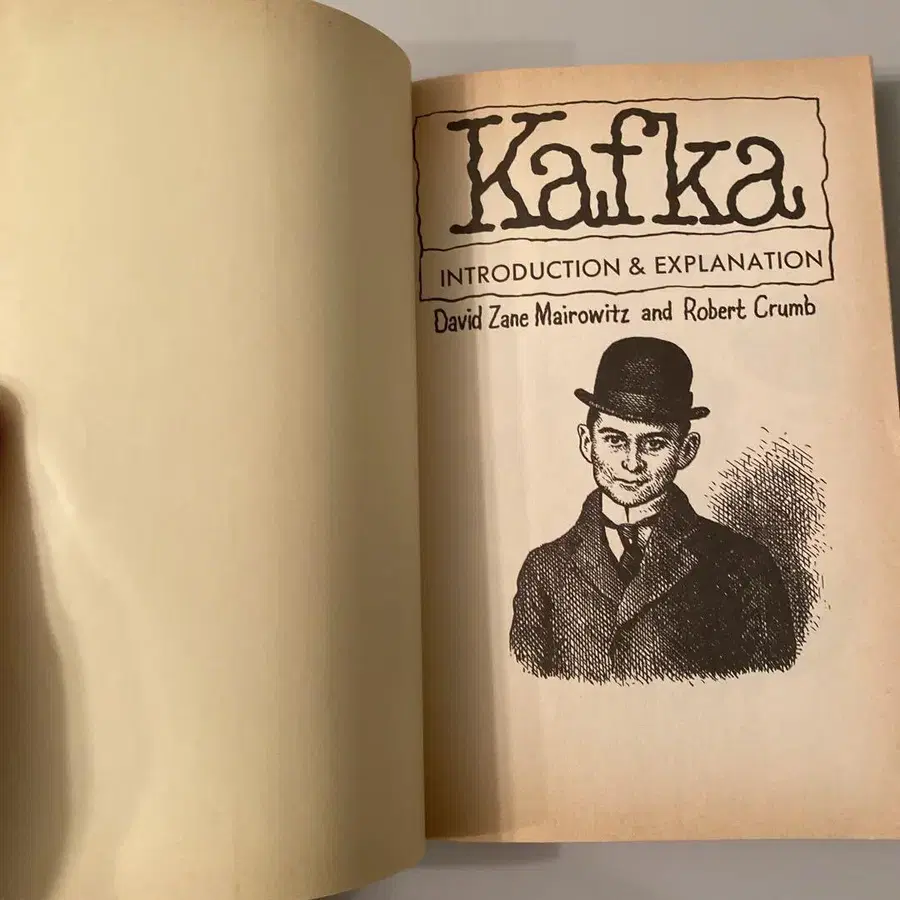 Kafka
INTRODUCTION & EXPLANATION
David Zane Mairowitz and Robert Crumb